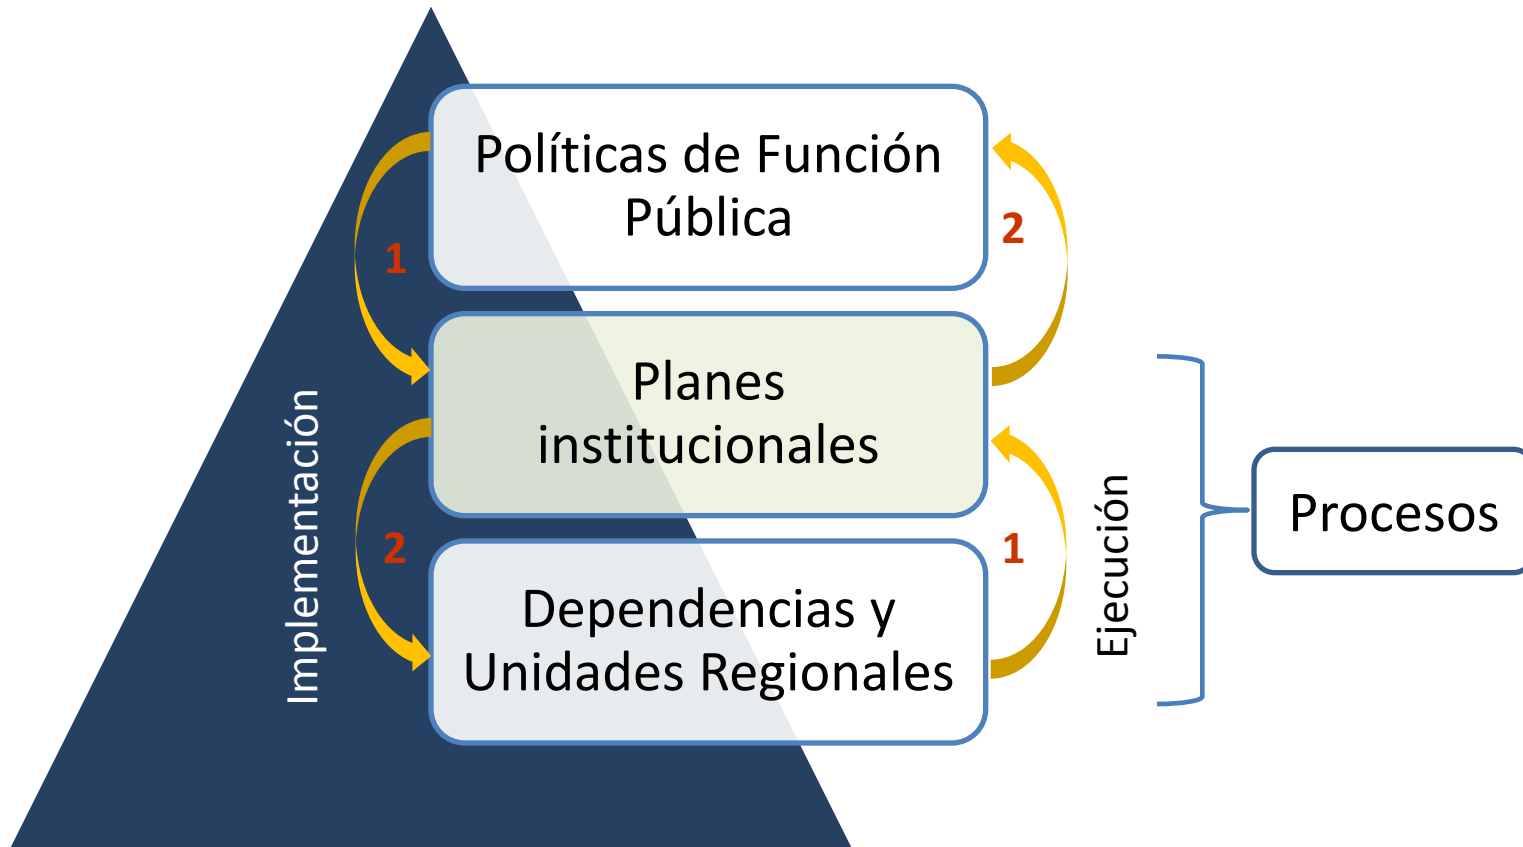 Políticas de Función
Pública
1
2
Planes
institucionales
Implementación
2
1
Ejecución
Procesos
Dependencias y
Unidades Regionales